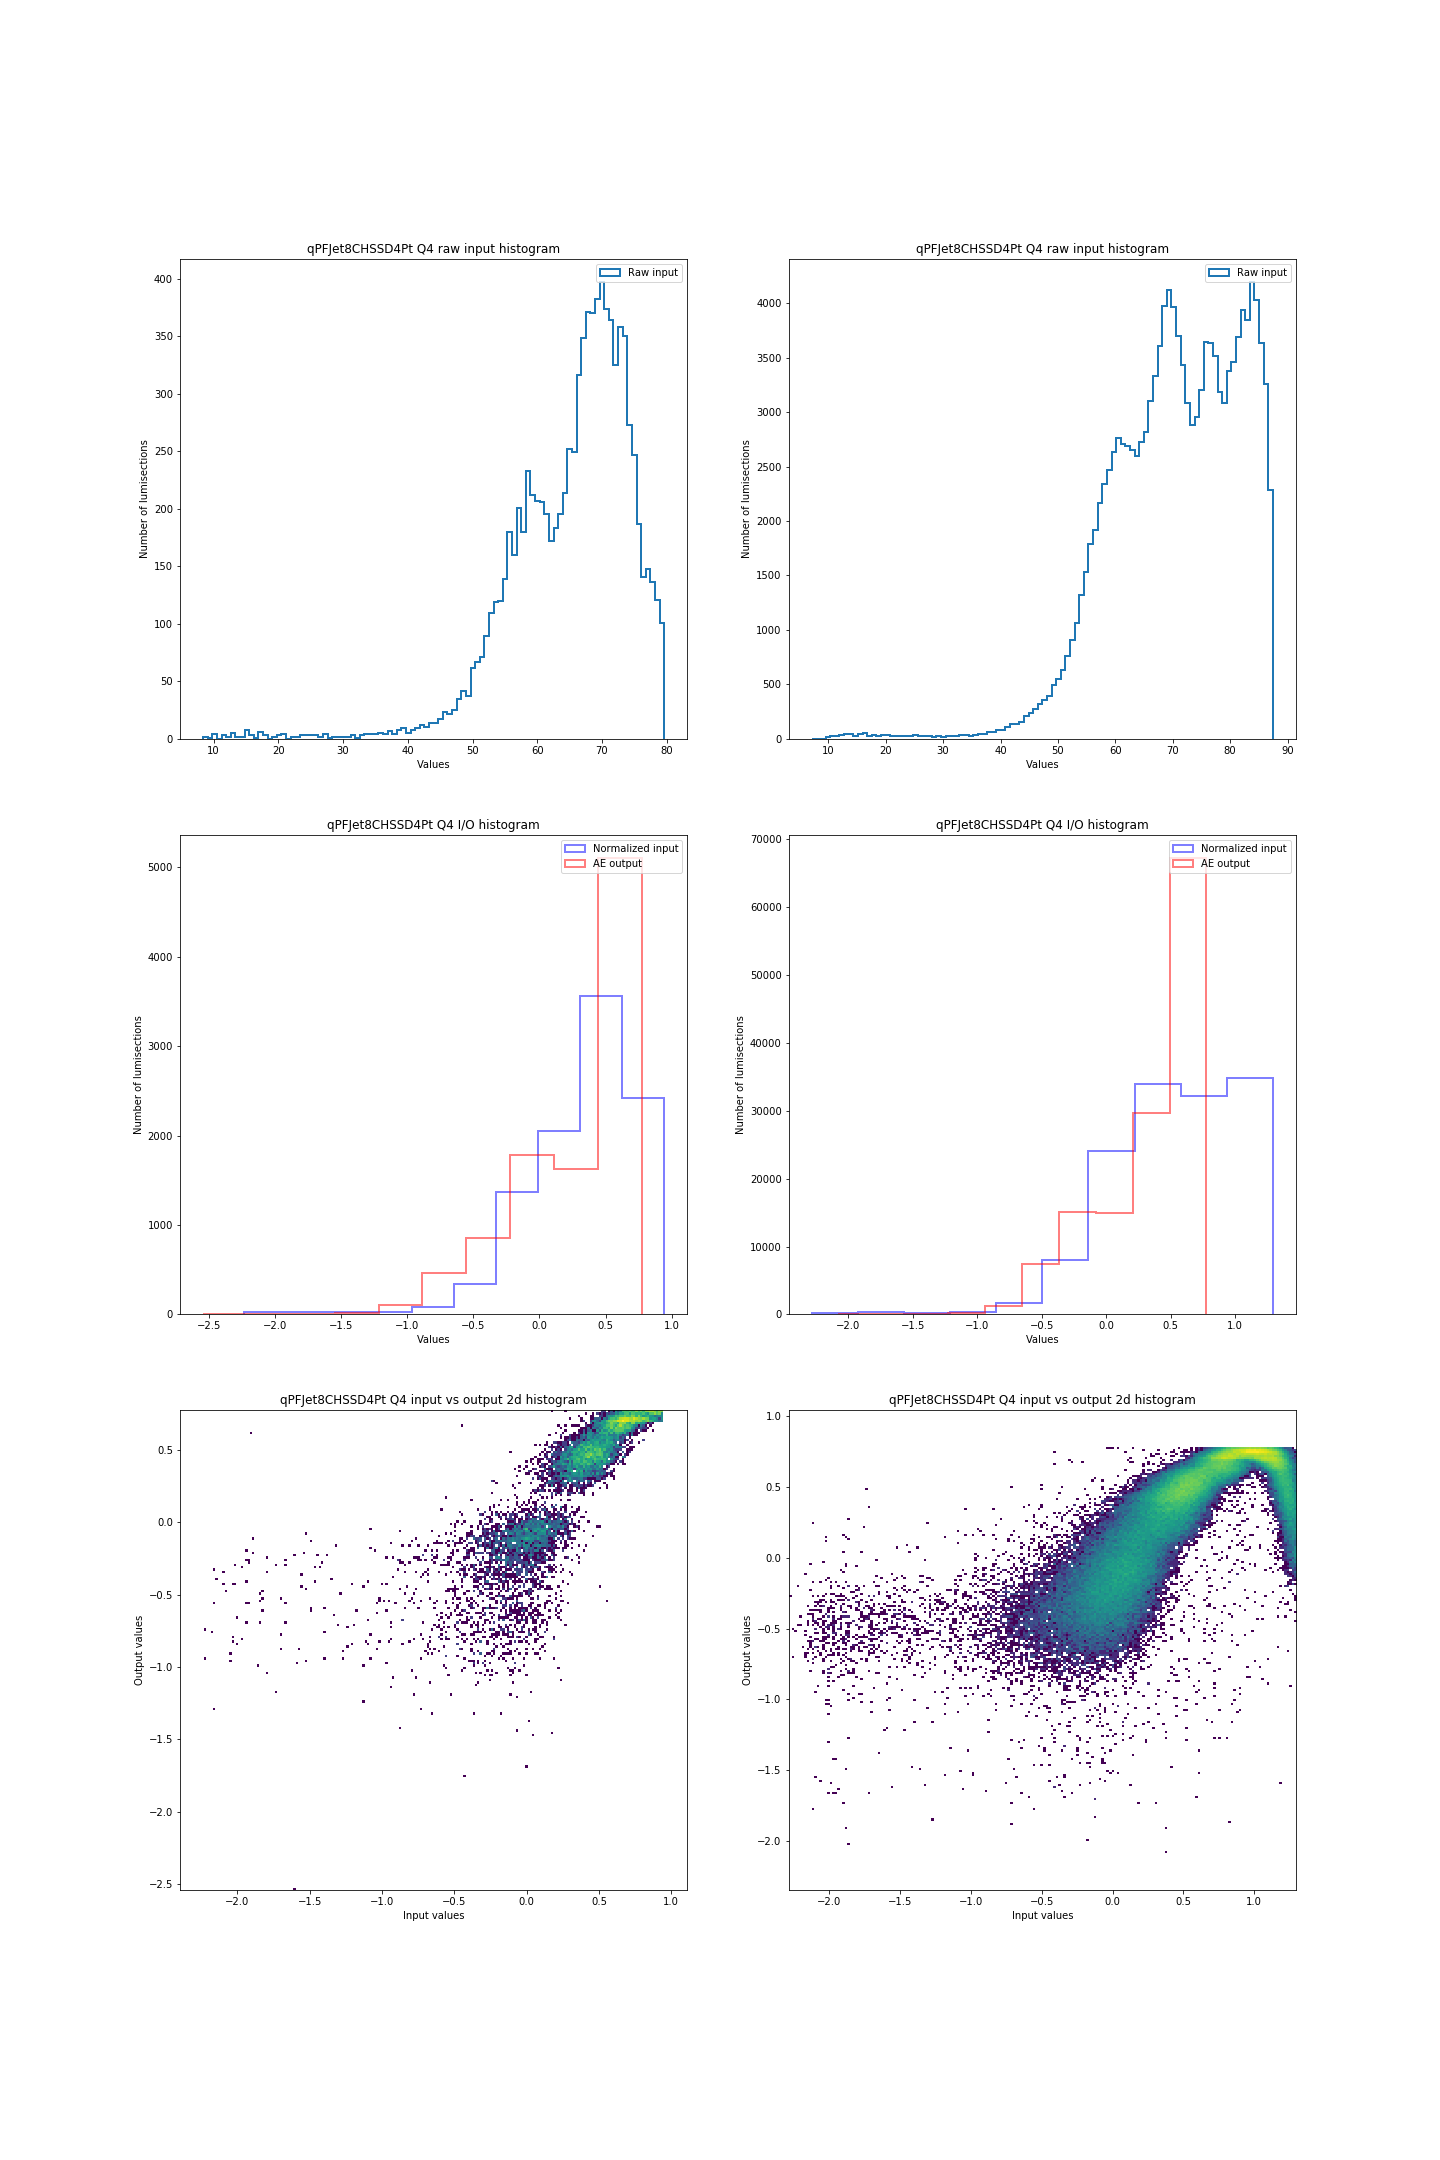 qPFJet8CHSSD4Pt Q4 raw input histogram
Raw input
400
350
300
250
200
150
100
50
0
Number of lumisections
10 20 30 40 50 60 70 80
Values
qPFJet8CHSSD4Pt Q4 raw input histogram
Raw input
4000
3500
3000
2500
2000
1500
1000
500
0
Number of lumisections
10 20 30 40 50 60 70 80 90
Values
qPFJet8CHSSD4Pt Q4 I/O histogram
Normalized input
AE output
5000
4000
3000
2000
1000
0
Number of lumisections
−2.5 −2.0 −1.5 −1.0 −0.5 0.0 0.5 1.0
Values
qPFJet8CHSSD4Pt Q4 I/O histogram
Normalized input
AE output
70000
60000
50000
40000
30000
20000
10000
0
Number of lumisections
−2.0 −1.5 −1.0 −0.5 0.0 0.5 1.0
Values
qPFJet8CHSSD4Pt Q4 input vs output 2d histogram
0.5
0.0
−0.5
−1.0
−1.5
−2.0
−2.5
Output values
−2.0 −1.5 −1.0 −0.5 0.0 0.5 1.0
Input values
qPFJet8CHSSD4Pt Q4 input vs output 2d histogram
1.0
0.5
0.0
−0.5
−1.0
−1.5
−2.0
Output values
−2.0 −1.5 −1.0 −0.5 0.0 0.5 1.0
Input values